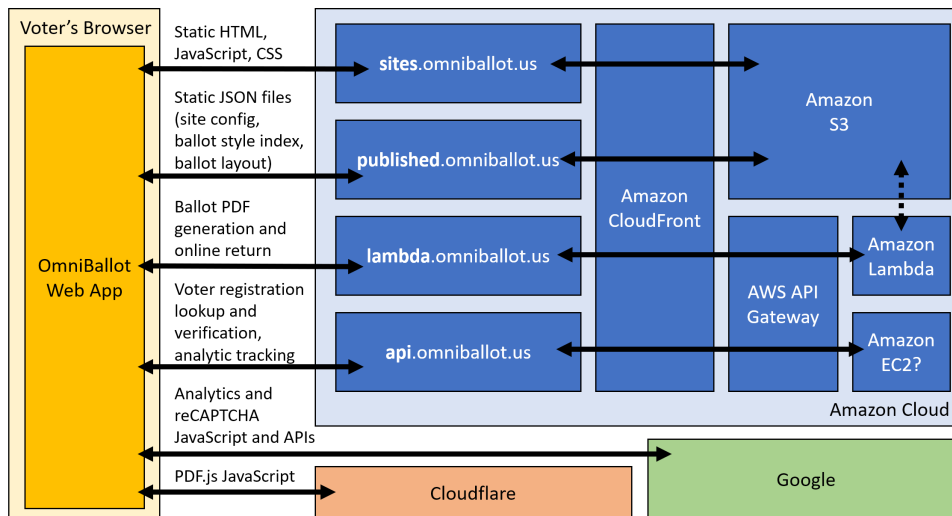 Voter's Browser
OmniBallot
Web App
Static HTML,
JavaScript, CSS
Static JSON files
(site config,
ballot style index,
ballot layout)
Ballot PDF
generation and
online return
Voter registration
lookup and
verification,
analytic tracking
Analytics and
reCAPTCHA
JavaScript and APIs
PDF.js JavaScript
sites.omniballot.us
published.omniballot.us
lambda.omniballot.us
api.omniballot.us
Amazon
CloudFront
Amazon
S3
AWS API
Gateway
Amazon
Lambda
Amazon
EC2?
Amazon Cloud
Cloudflare
Google